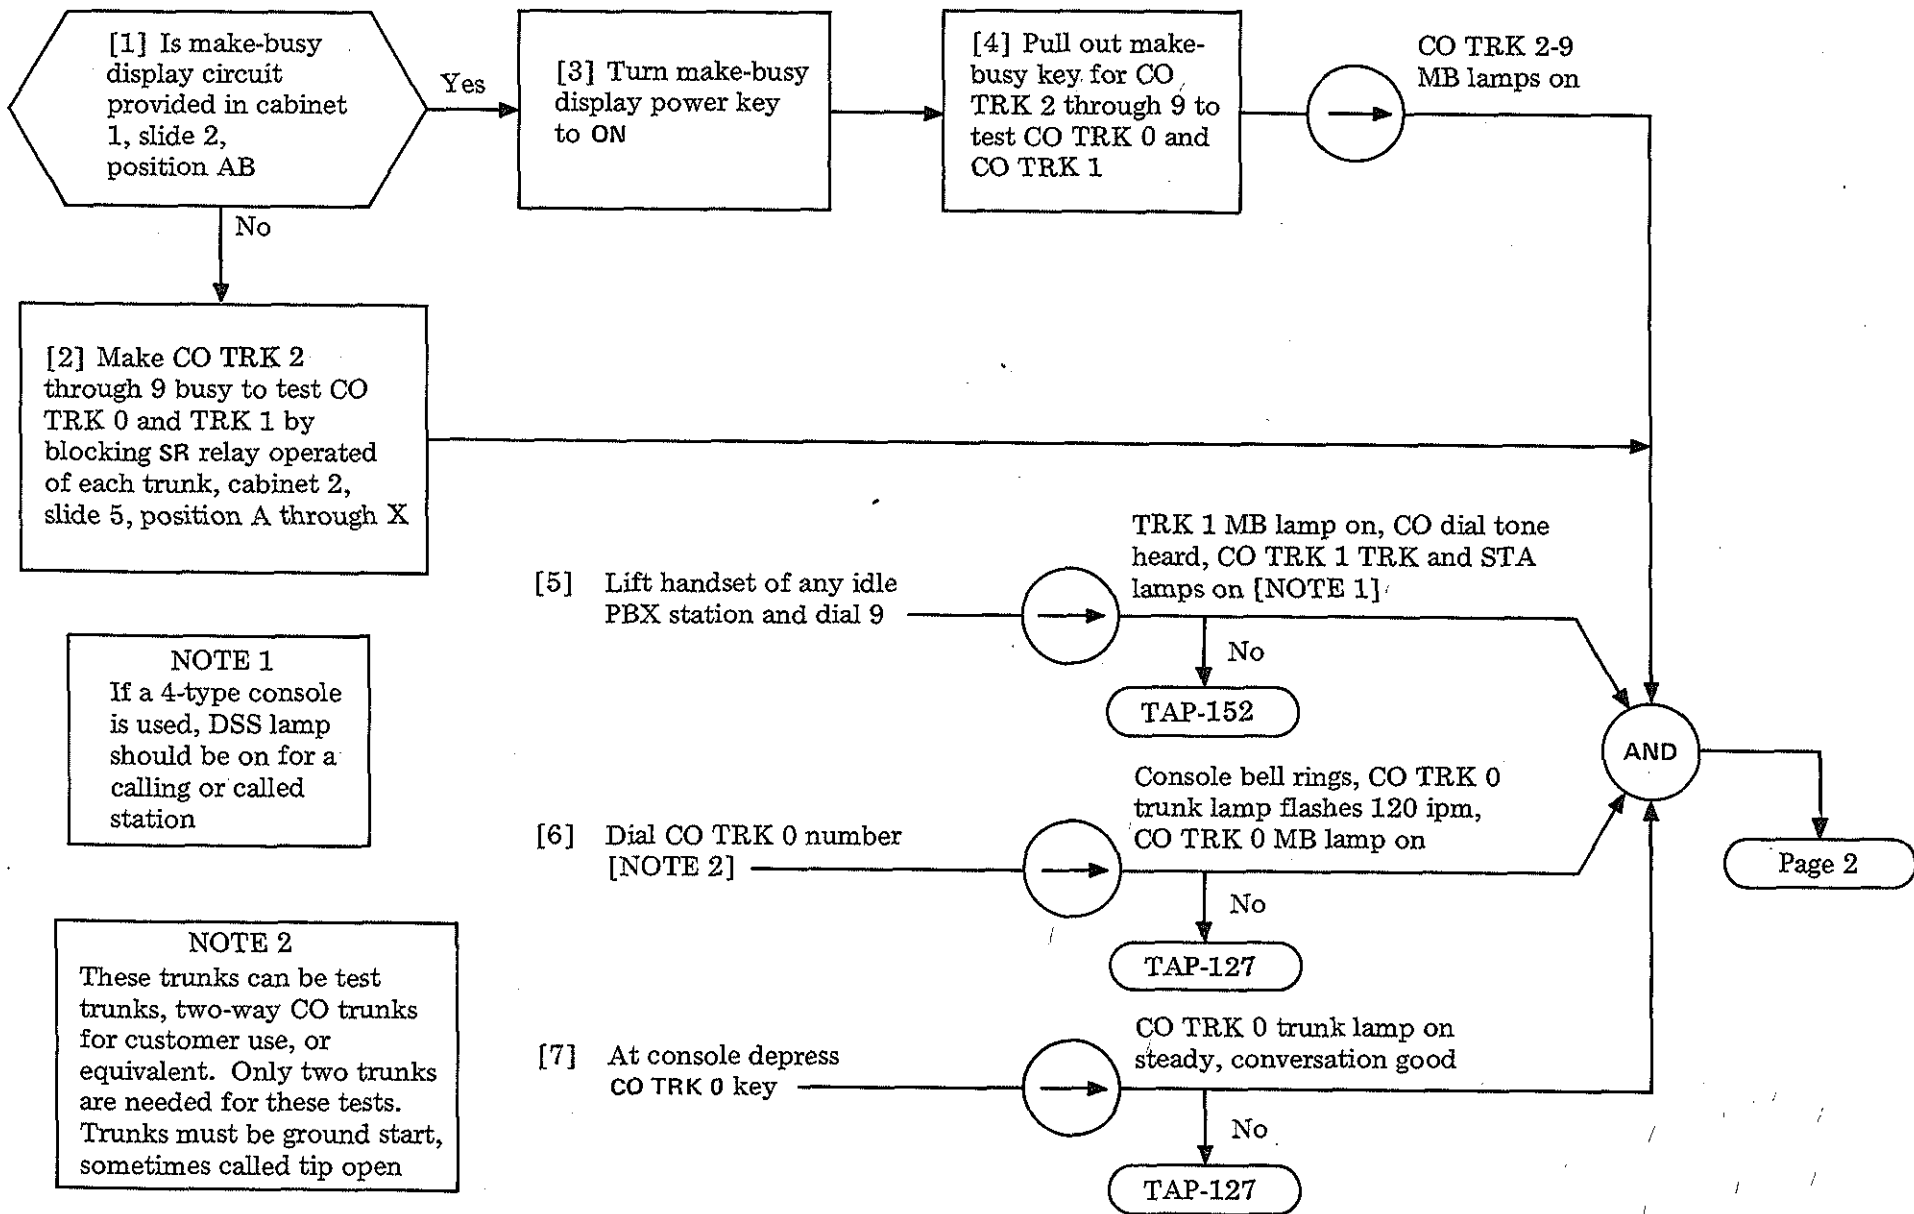 [1] Is make-busy
display circuit
provided in cabinet
1, slide 2,
position AB
Yes
[3] Turn make-busy
display power key
to ON
[4] Pull out make-
busy key for CO
TRK 2 through 9 to
test CO TRK 0 and
CO TRK 1
CO TRK 2-9
MB lamps on
No
[2] Make CO TRK 2
through 9 busy to test CO
TRK 0 and TRK 1 by
blocking SR relay operated
of each trunk, cabinet 2,
slide 5, position A through X
[5] Lift handset of any idle
PBX station and dial 9
TRK 1 MB lamp on, CO dial tone
heard, CO TRK 1 TRK and STA
lamps on [NOTE 1]
No
TAP-152
NOTE 1
If a 4-type console
is used, DSS lamp
should be on for a
calling or called
station
AND
Page 2
[6] Dial CO TRK 0 number
[NOTE 2]
Console bell rings, CO TRK 0
trunk lamp flashes 120 ipm,
CO TRK 0 MB lamp on
No
TAP-127
NOTE 2
These trunks can be test
trunks, two-way CO trunks
for customer use, or
equivalent. Only two trunks
are needed for these tests.
Trunks must be ground start,
sometimes called tip open
[7] At console depress
CO TRK 0 key
CO TRK 0 trunk lamp on
steady, conversation good
No
TAP-127